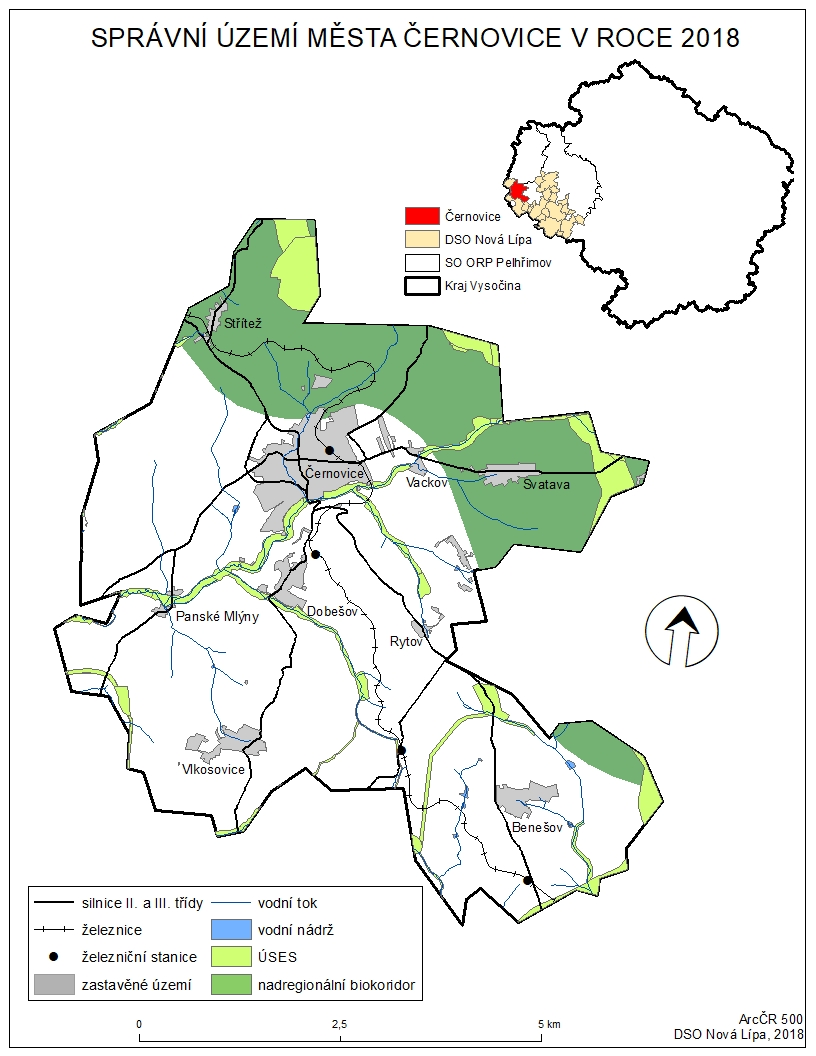 SPRÁVNÍ ÚZEMÍ MĚSTA ČERNOVICE V ROCE 2018
Černovice
DSO Nová Lípa
SO ORP Pelhřimov
Kraj Vysočina
Střítež
Černovice
Vackov
Svatava
Panské Mlýny
Dobešov
Rytov
Vlkosovice
Benešov
silnice II. a III. třídy
železnice
železniční stanice
zastavěné území
vodní tok
vodní nádrž
ÚSES
nadregionální biokoridor
0 2,5 5 km
ArcČR 500
DSO Nová Lípa, 2018